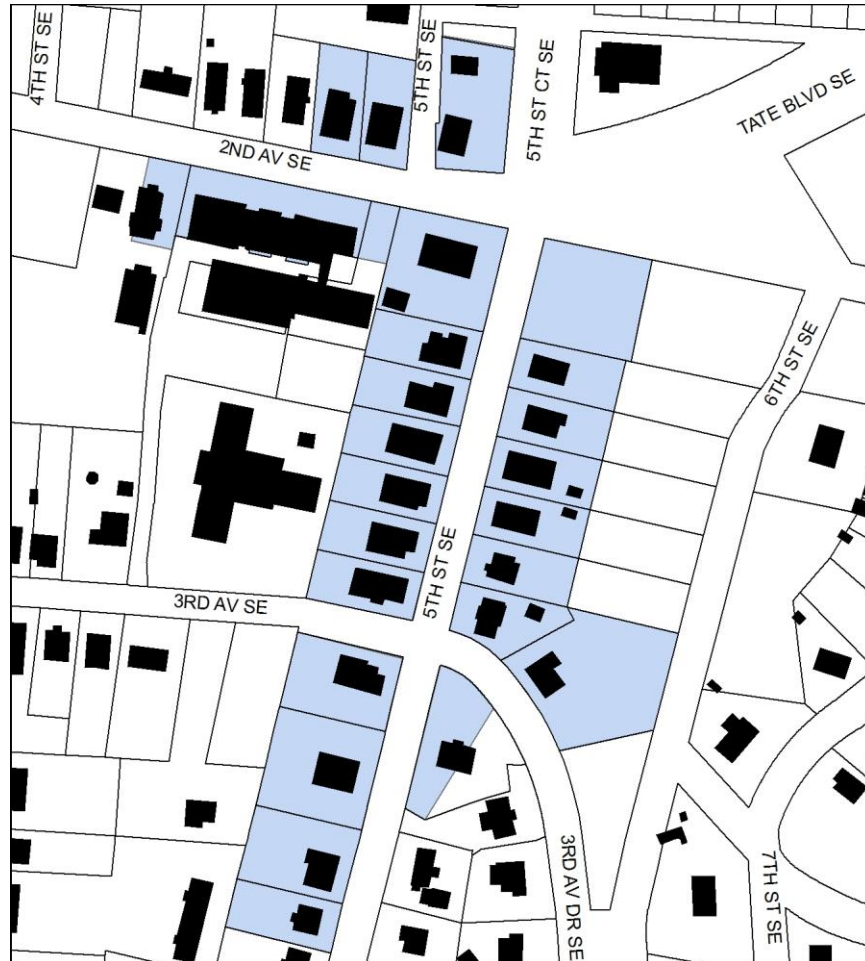 4TH ST SE
5TH ST SE
5TH ST CT SE
TATE BLVD SE
2ND AV SE
6TH ST SE
5TH ST SE
3RD AV SE
3RD AV DR SE
7TH ST SE